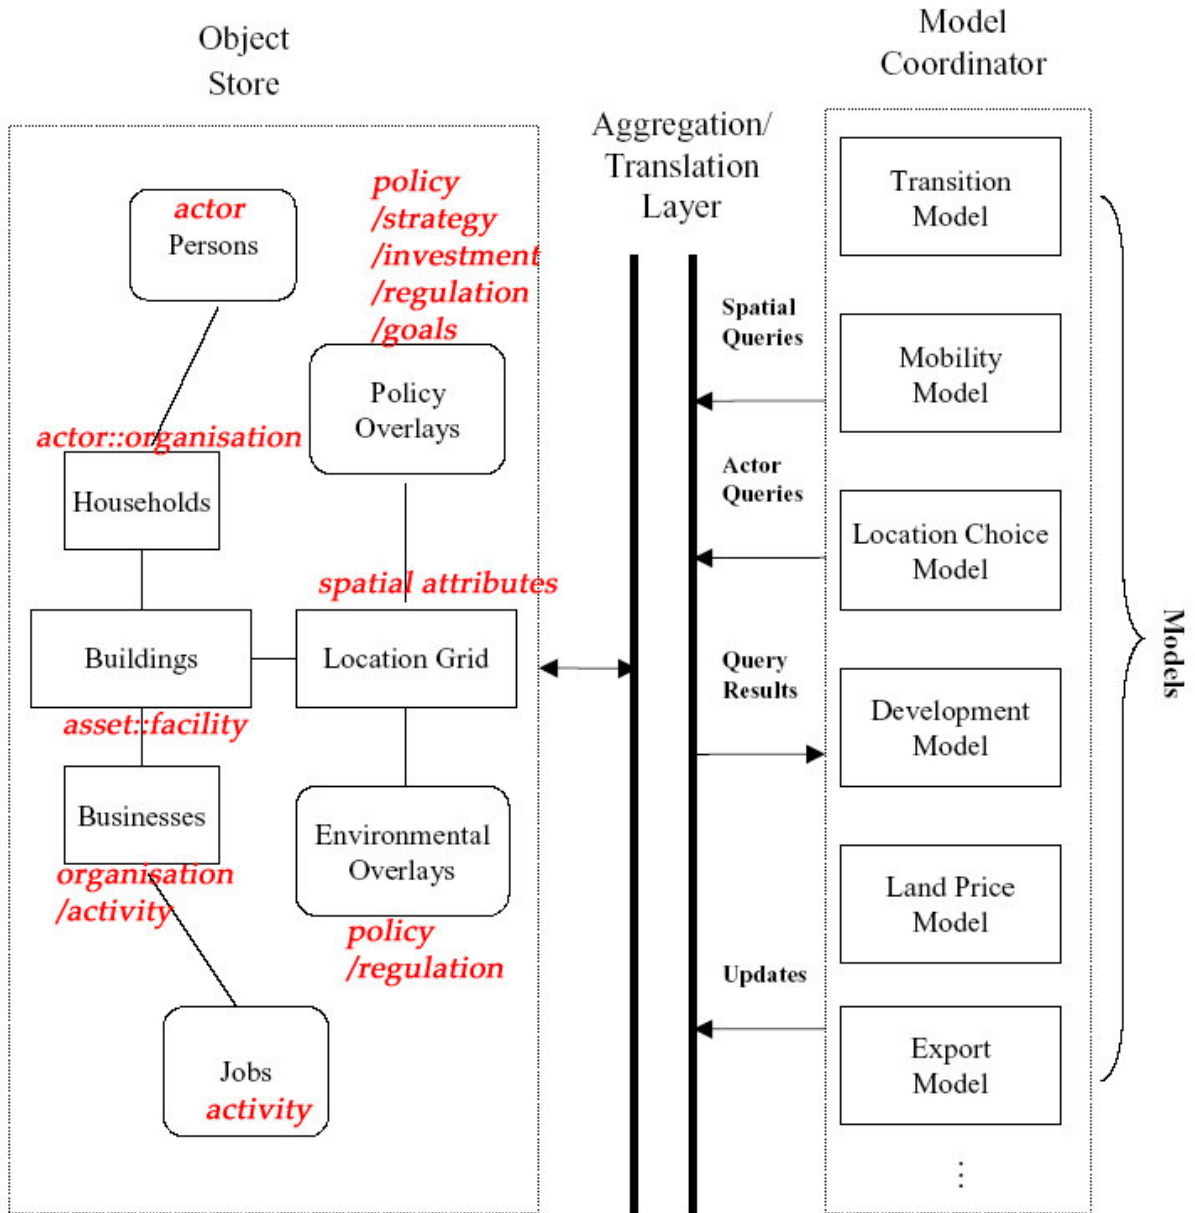 Object
Store
actor
Persons
policy
/strategy
/investment
/regulation
/goals
Policy
Overlays
actor::organisation
Households
spatial attributes
Buildings
Location Grid
asset::facility
Businesses
organisation
/activity
Environmental
Overlays
policy
/regulation
Jobs
activity
Aggregation/
Translation
Layer
Spatial
Queries
Actor
Queries
Query
Results
Updates
Model
Coordinator
Transition
Model
Mobility
Model
Location Choice
Model
Development
Model
Land Price
Model
Export
Model
⋮
Models